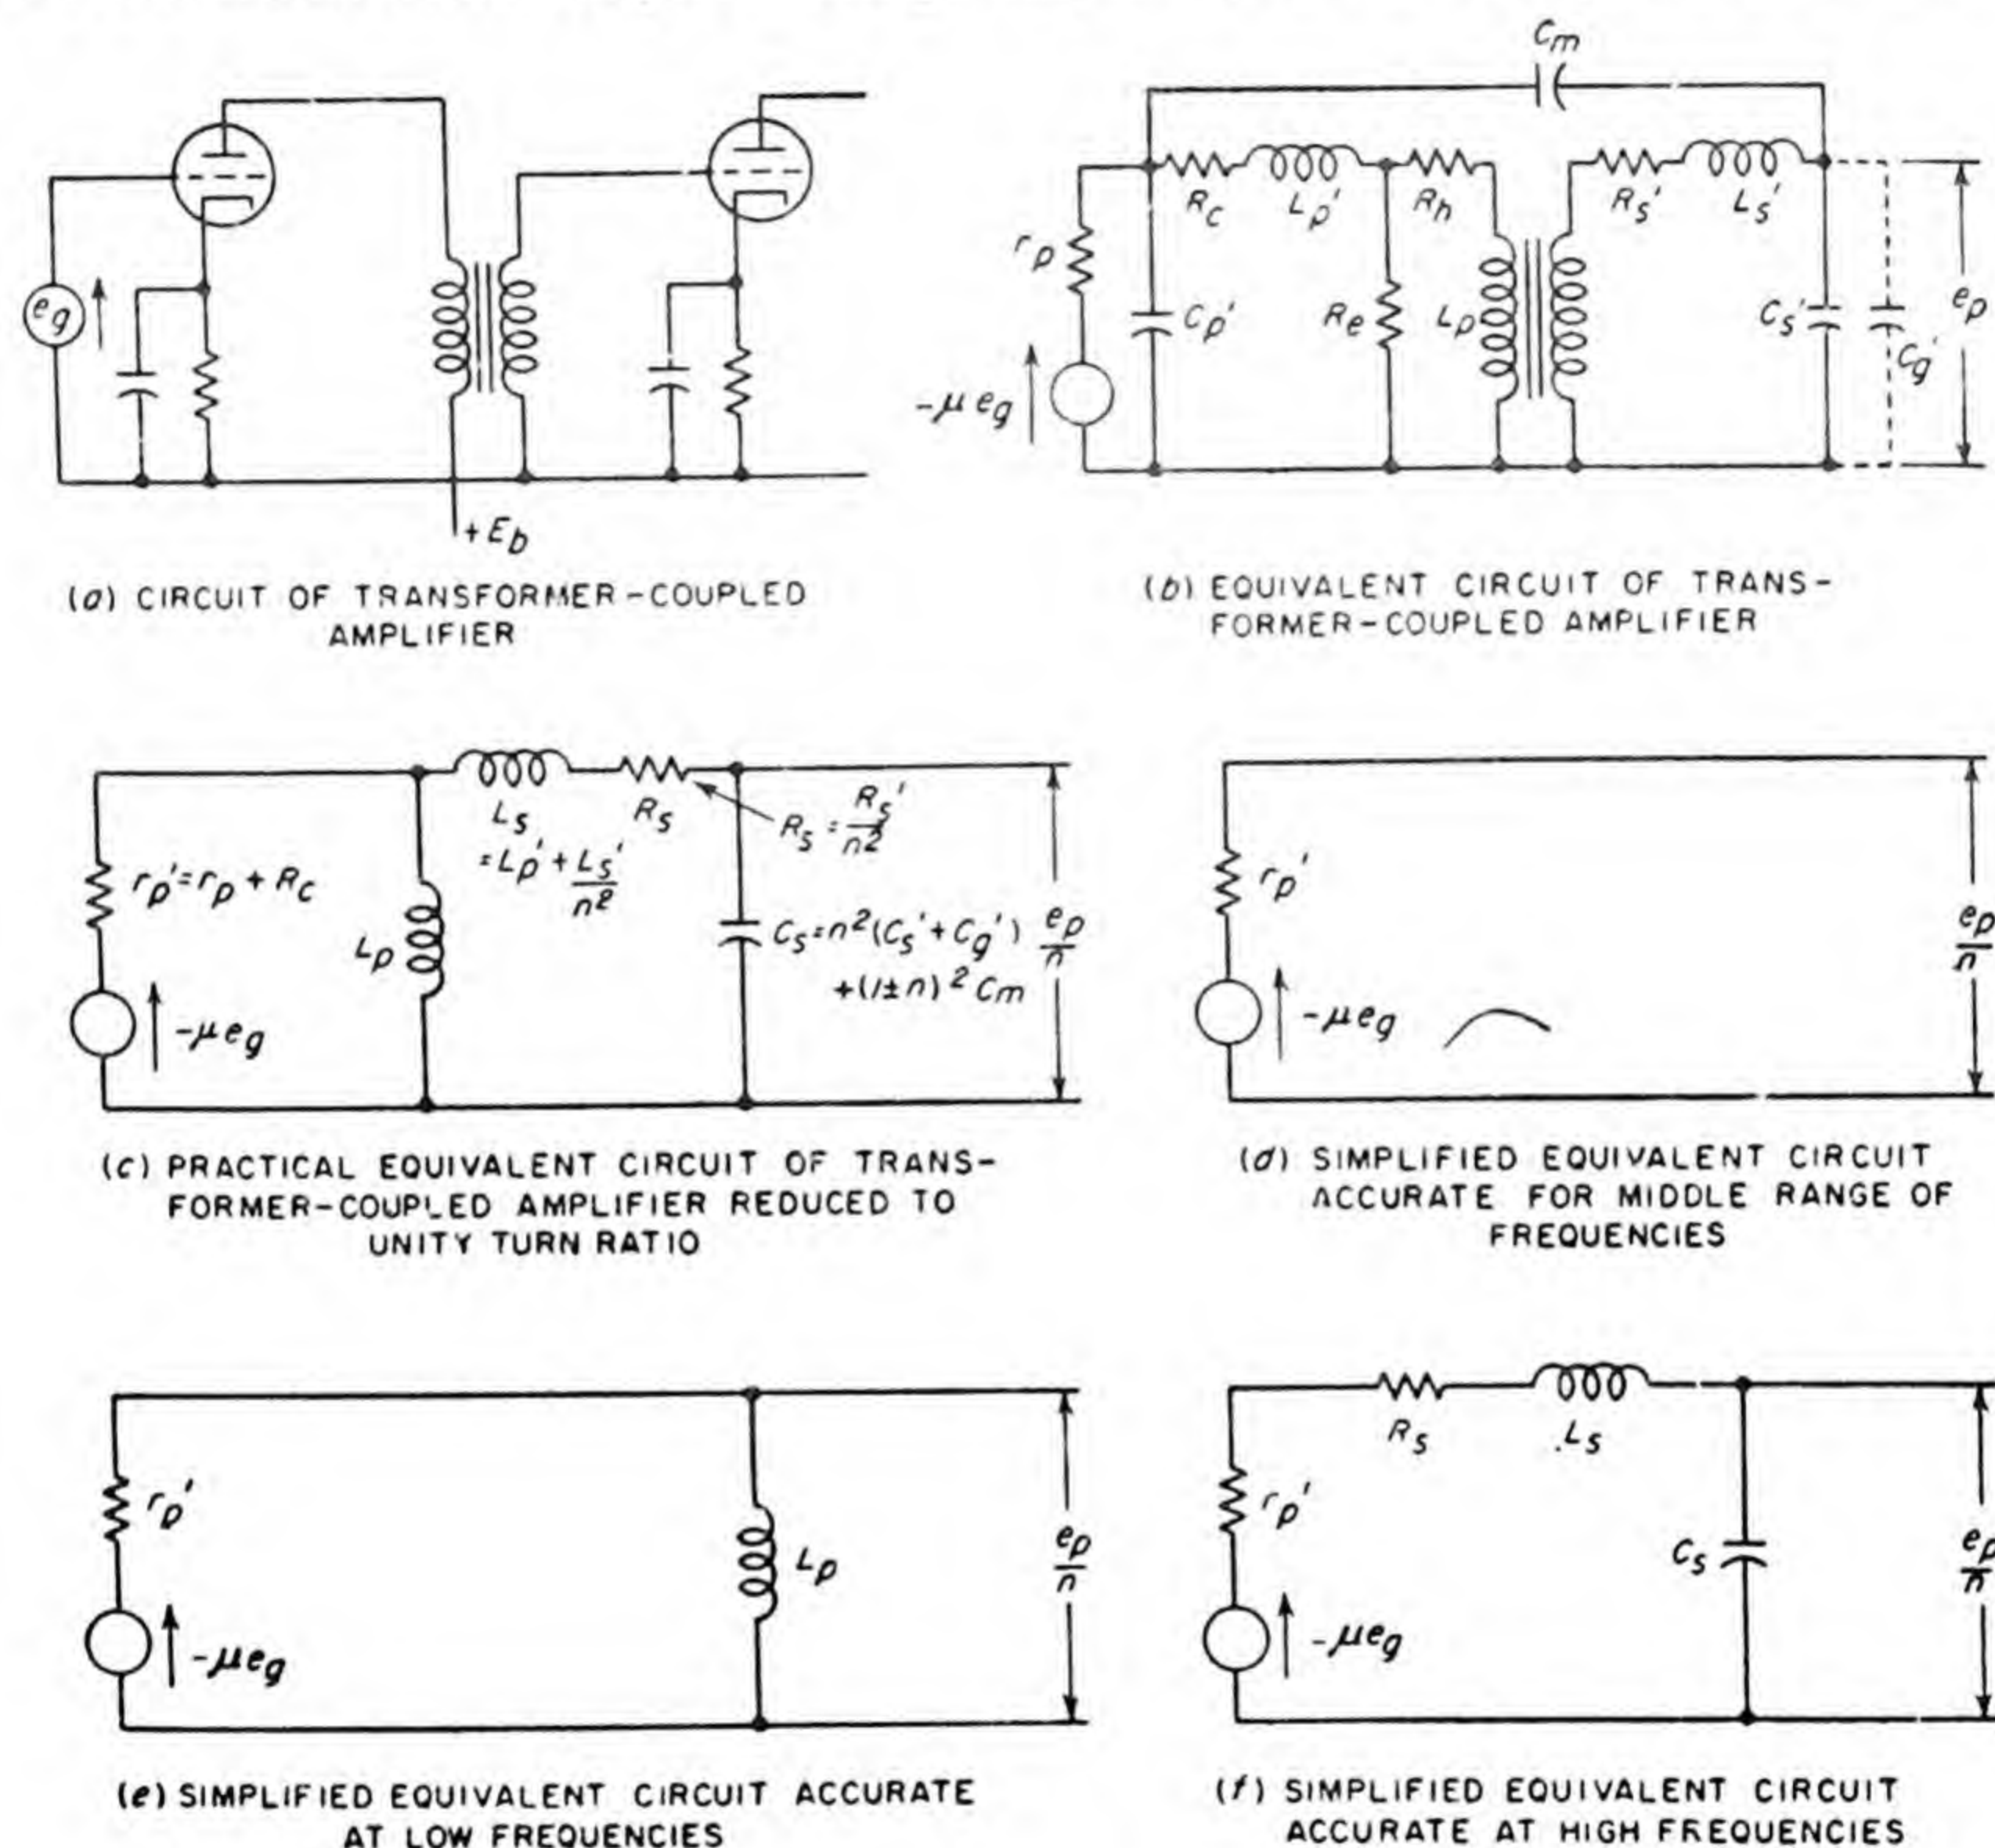 eg
+Eb
(a) CIRCUIT OF TRANSFORMER-COUPLED
AMPLIFIER
Cm
Rc
Lp'
Rh
Rs'
Ls'
rp
Cp'
Re
Lp
Cs'
Cg'
ep
-μeg
(b) EQUIVALENT CIRCUIT OF TRANS-
FORMER-COUPLED AMPLIFIER
Ls
=Lp'+Ls'/n²
Rs
Rs=Rs'/n²
rp'=rp+Rc
Lp
Cs=n²(Cs'+Cg')
+(1±n)²Cm
ep/n
-μeg
(c) PRACTICAL EQUIVALENT CIRCUIT OF TRANS-
FORMER-COUPLED AMPLIFIER REDUCED TO
UNITY TURN RATIO
rp'
-μeg
ep/n
(d) SIMPLIFIED EQUIVALENT CIRCUIT
ACCURATE FOR MIDDLE RANGE OF
FREQUENCIES
rp'
-μeg
Lp
ep/n
(e) SIMPLIFIED EQUIVALENT CIRCUIT ACCURATE
AT LOW FREQUENCIES
Rs
Ls
rp'
-μeg
Cs
ep/n
(f) SIMPLIFIED EQUIVALENT CIRCUIT
ACCURATE AT HIGH FREQUENCIES